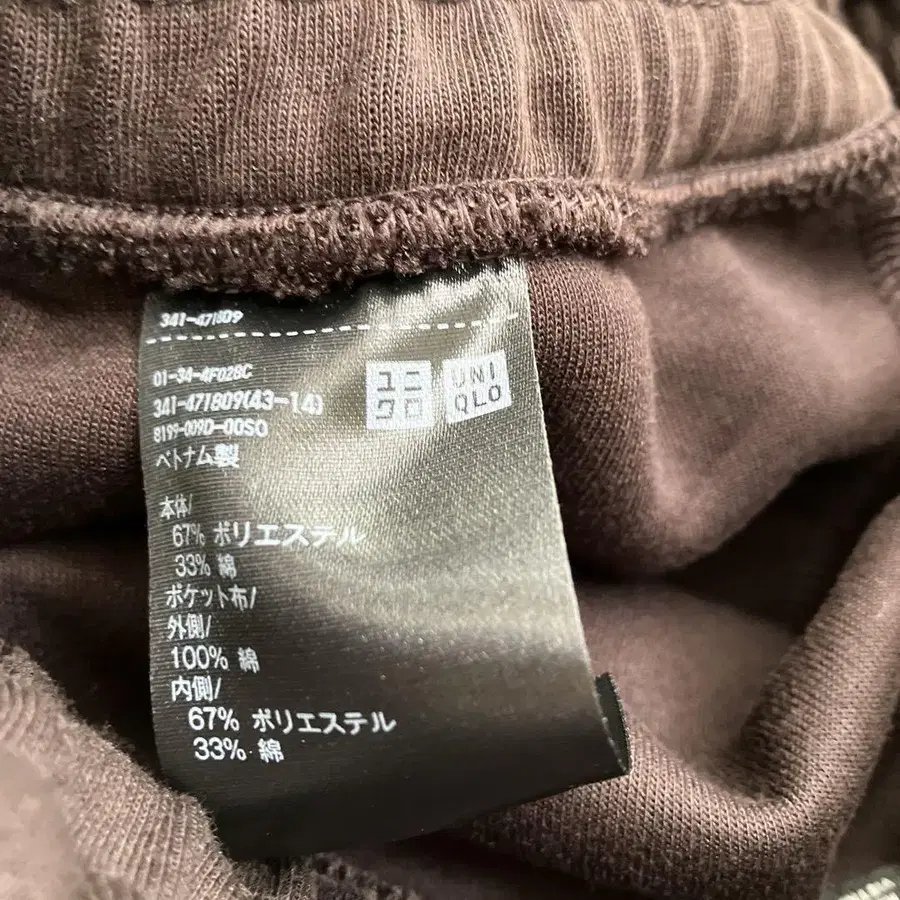 341-471809
ユニ
クロ
UNI
QLO
01-34-4F028C
341-471809(43-14)
8199-009D-00S0
ベトナム製
本体/
67% ポリエステル
33% 綿
ポケット布/
外側/
100% 綿
内側/
67% ポリエステル
33% 綿